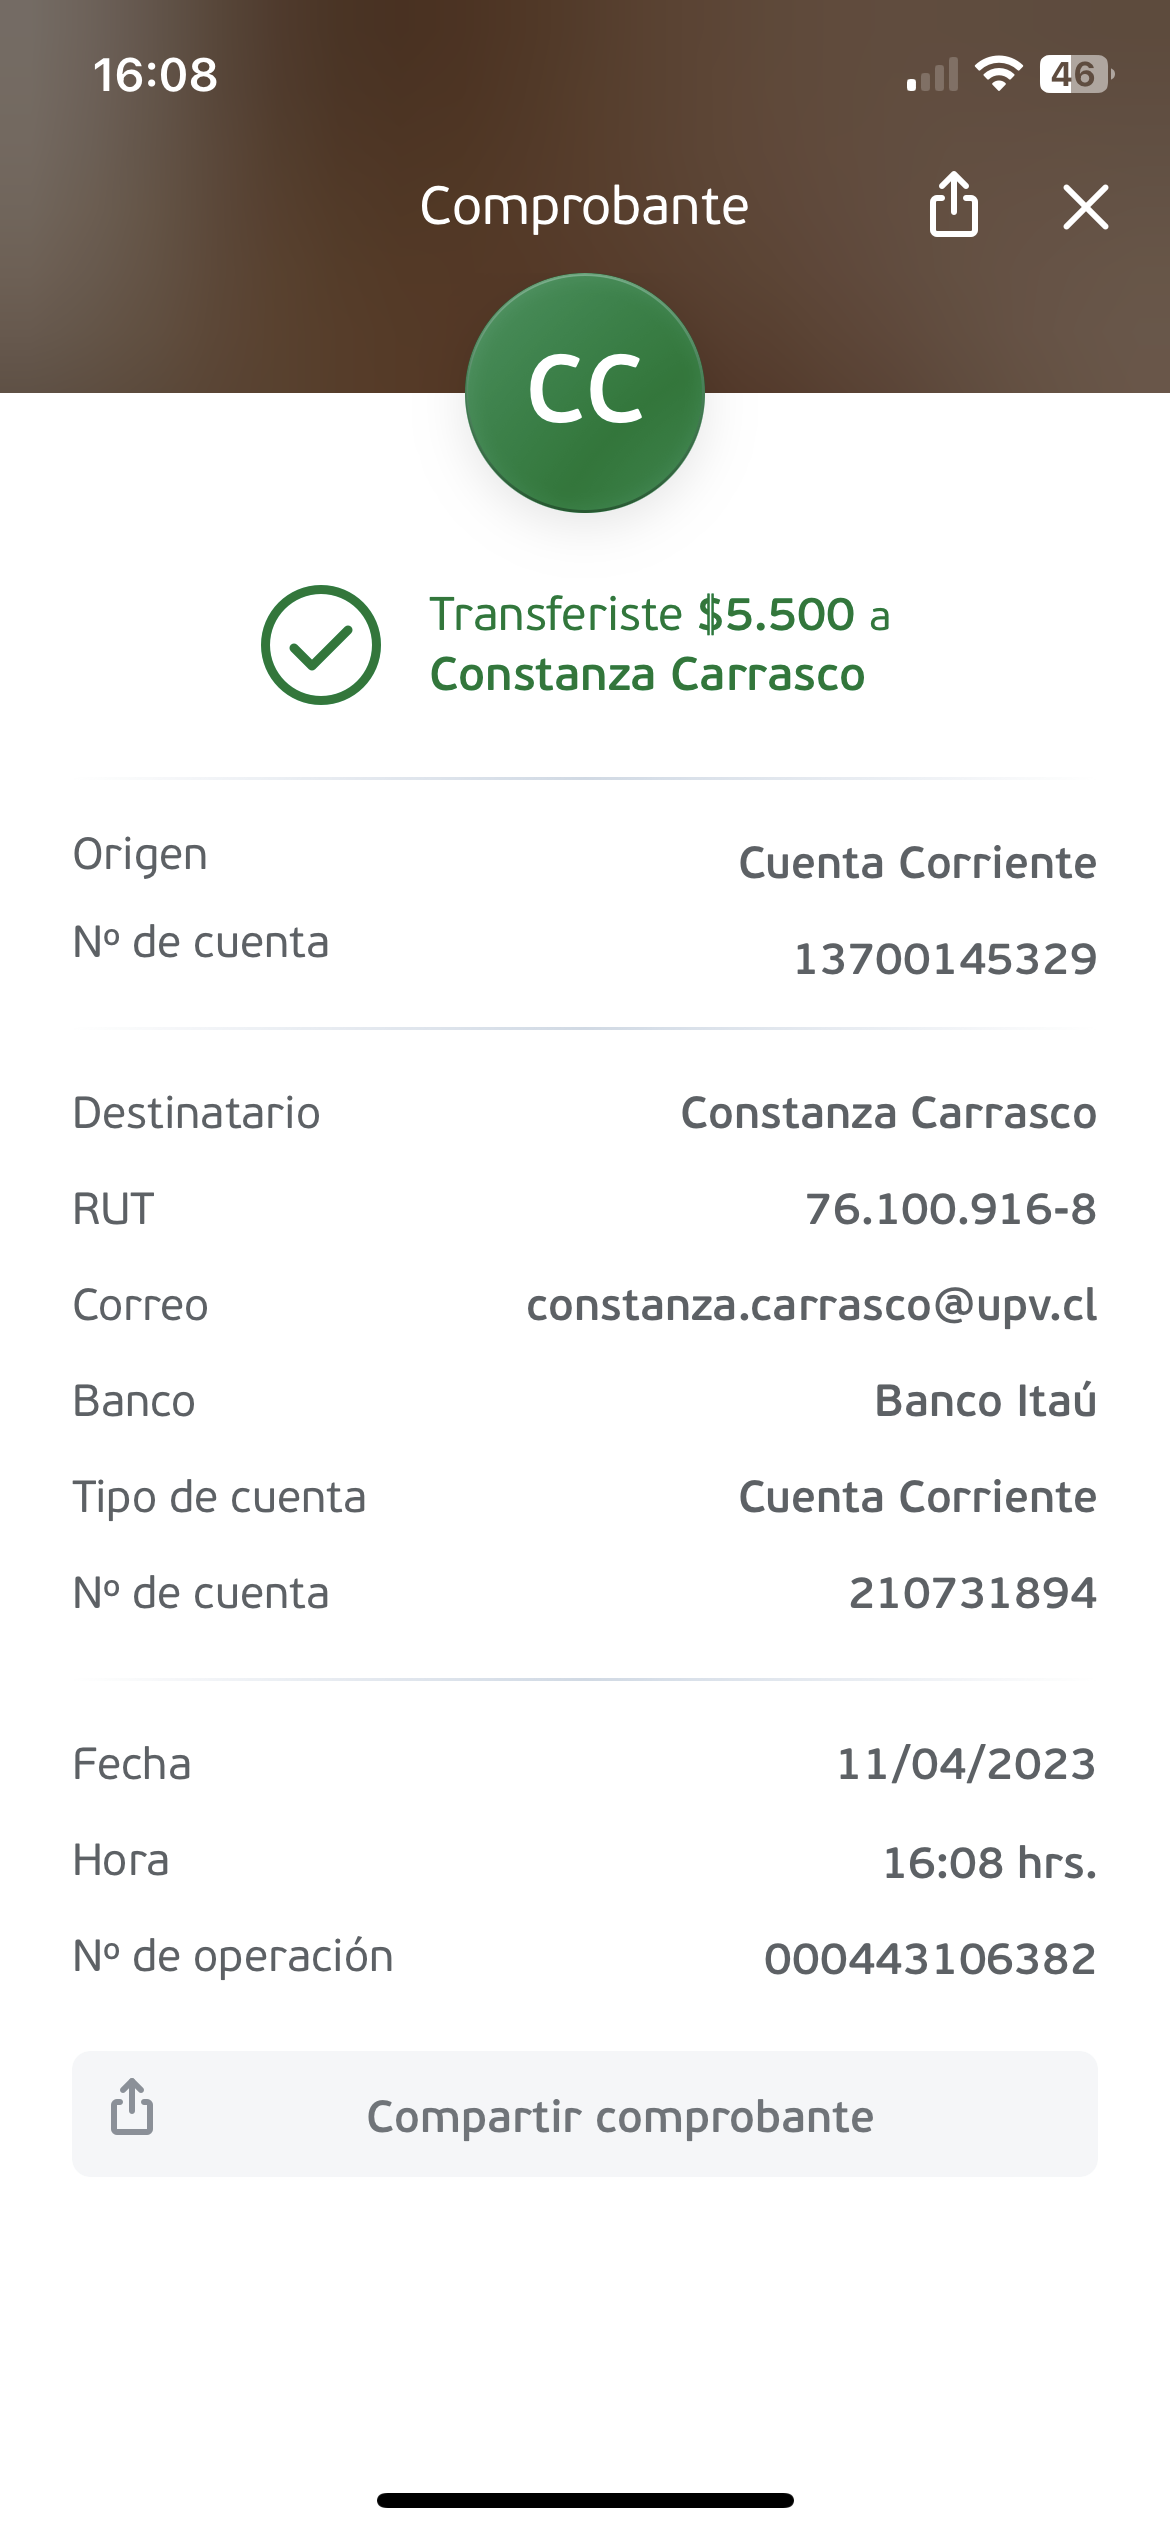 16:08
46
Comprobante
CC
Transferiste $5.500 a
Constanza Carrasco
Origen
Cuenta Corriente
Nº de cuenta
13700145329
Destinatario
Constanza Carrasco
RUT
76.100.916-8
Correo
constanza.carrasco@upv.cl
Banco
Banco Itaú
Tipo de cuenta
Cuenta Corriente
Nº de cuenta
210731894
Fecha
11/04/2023
Hora
16:08 hrs.
Nº de operación
000443106382
Compartir comprobante